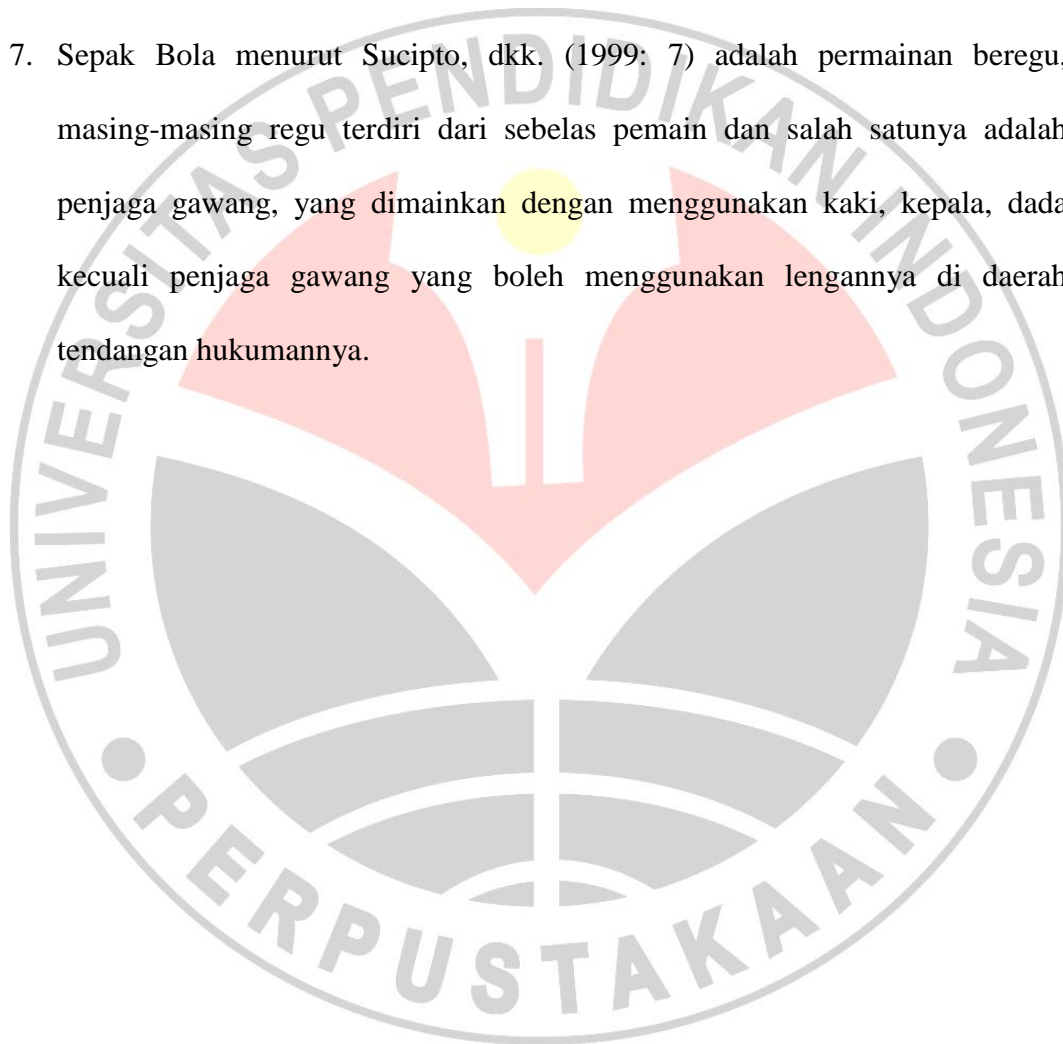 7. Sepak Bola menurut Sucipto, dkk. (1999: 7) adalah permainan beregu,
masing-masing regu terdiri dari sebelas pemain dan salah satunya adalah
penjaga gawang, yang dimainkan dengan menggunakan kaki, kepala, dada
kecuali penjaga gawang yang boleh menggunakan lengannya di daerah
tendangan hukumannya.
UNIVERSITAS PENDIDIKAN INDONESIA
PERPUSTAKAAN